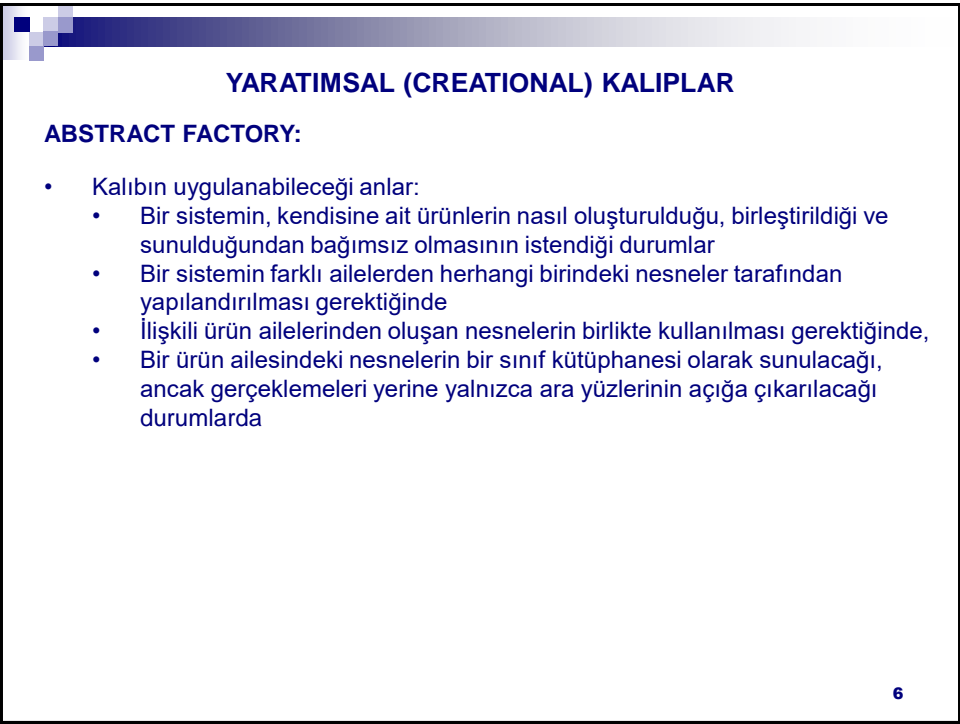 YARATIMSAL (CREATIONAL) KALIPLAR
ABSTRACT FACTORY:
• Kalıbın uygulanabileceği anlar:
• Bir sistemin, kendisine ait ürünlerin nasıl oluşturulduğu, birleştirildiği ve
sunulduğundan bağımsız olmasının istendiği durumlar
• Bir sistemin farklı ailelerden herhangi birindeki nesneler tarafından
yapılandırılması gerektiğinde
• İlişkili ürün ailelerinden oluşan nesnelerin birlikte kullanılması gerektiğinde,
• Bir ürün ailesindeki nesnelerin bir sınıf kütüphanesi olarak sunulacağı,
ancak gerçeklemeleri yerine yalnızca ara yüzlerinin açığa çıkarılacağı
durumlarda
6